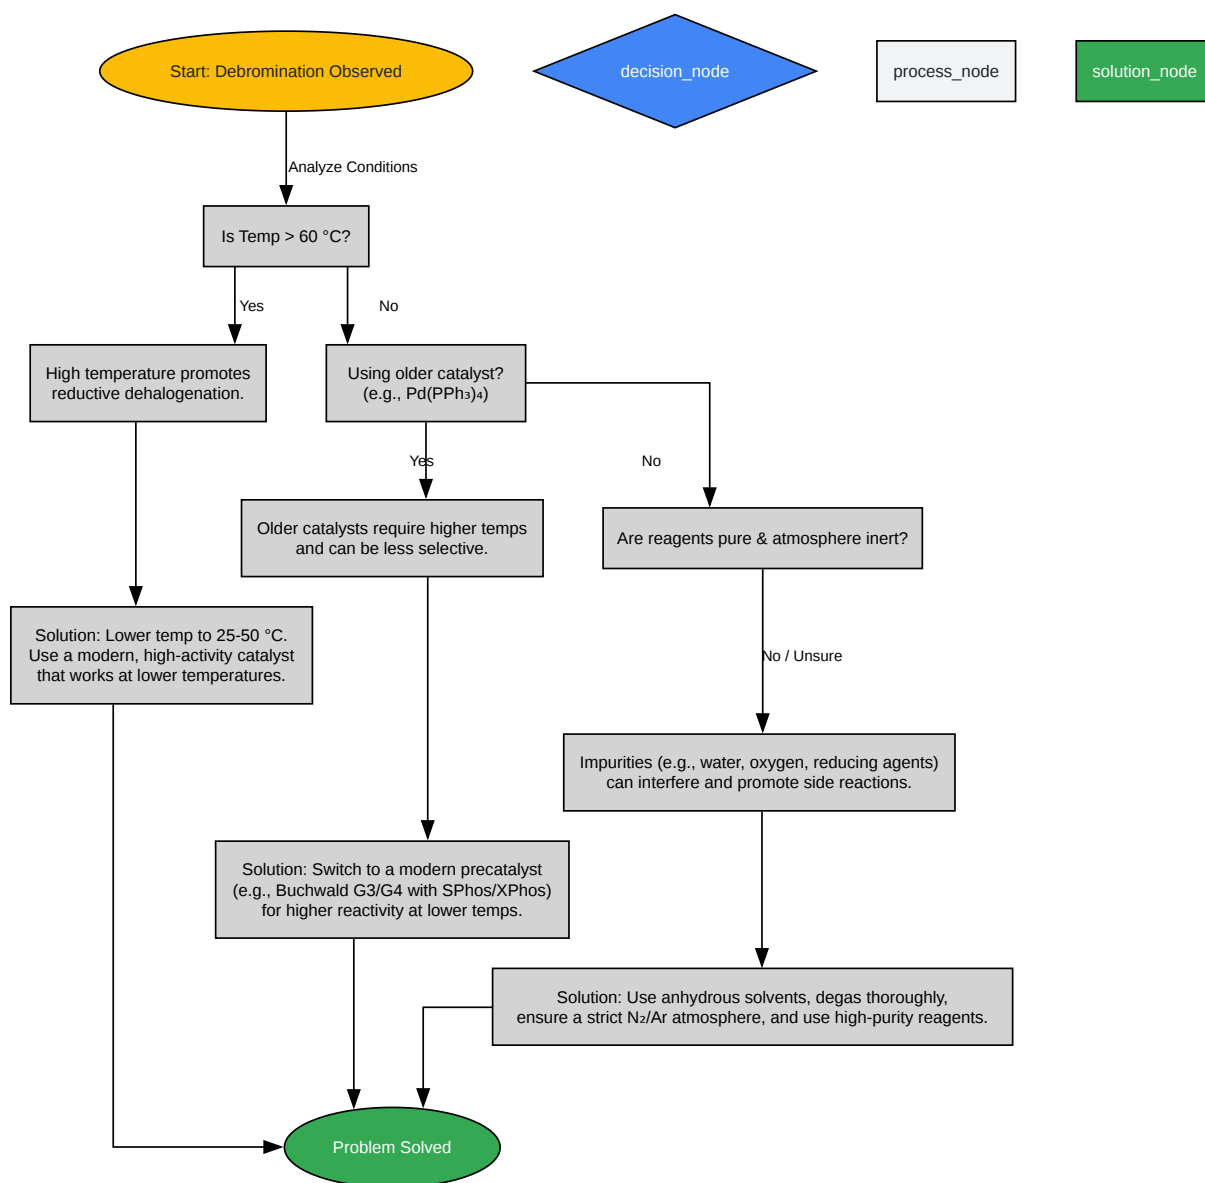 Start: Debromination Observed
decision_node
process_node
solution_node
Analyze Conditions
Is Temp > 60 °C?
Yes
No
High temperature promotes
reductive dehalogenation.
Using older catalyst?
(e.g., Pd(PPh₃)₄)
Yes
No
Older catalysts require higher temps
and can be less selective.
Are reagents pure & atmosphere inert?
Solution: Lower temp to 25-50 °C.
Use a modern, high-activity catalyst
that works at lower temperatures.
No / Unsure
Impurities (e.g., water, oxygen, reducing agents)
can interfere and promote side reactions.
Solution: Switch to a modern precatalyst
(e.g., Buchwald G3/G4 with SPhos/XPhos)
for higher reactivity at lower temps.
Solution: Use anhydrous solvents, degas thoroughly,
ensure a strict N₂/Ar atmosphere, and use high-purity reagents.
Problem Solved